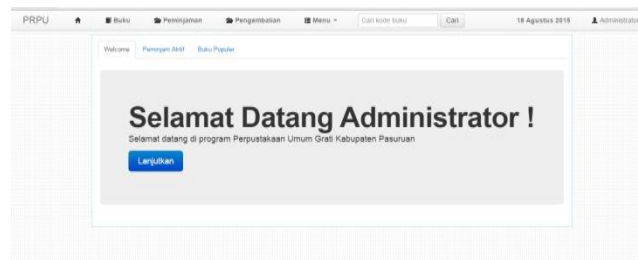 PRPU Buku Peminjaman Pengembalian Menu Cari kode buku Cari 18 Agustus 2019 Administrator
Welcome Peminjam Aktif Buku Populer
Selamat Datang Administrator !
Selamat datang di program Perpustakaan Umum Grati Kabupaten Pasuruan
Lanjutkan